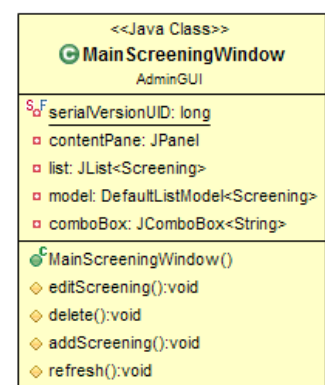 <<Java Class>>
MainScreeningWindow
AdminGUI
serialVersionUID: long
contentPane: JPanel
list: JList<Screening>
model: DefaultListModel<Screening>
comboBox: JComboBox<String>
MainScreeningWindow()
editScreening():void
delete():void
addScreening():void
refresh():void